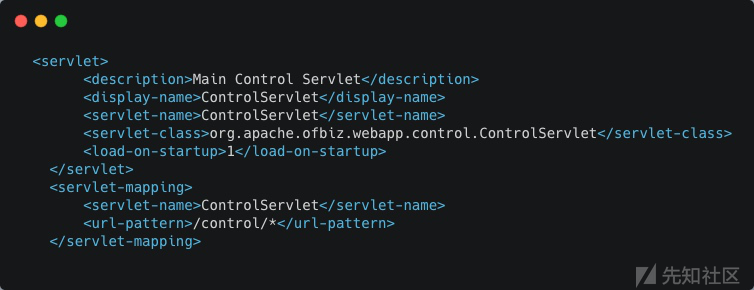 <servlet>
<description>Main Control Servlet</description>
<display-name>ControlServlet</display-name>
<servlet-name>ControlServlet</servlet-name>
<servlet-class>org.apache.ofbiz.webapp.control.ControlServlet</servlet-class>
<load-on-startup>1</load-on-startup>
</servlet>
<servlet-mapping>
<servlet-name>ControlServlet</servlet-name>
<url-pattern>/control/*</url-pattern>
</servlet-mapping>
先知社区